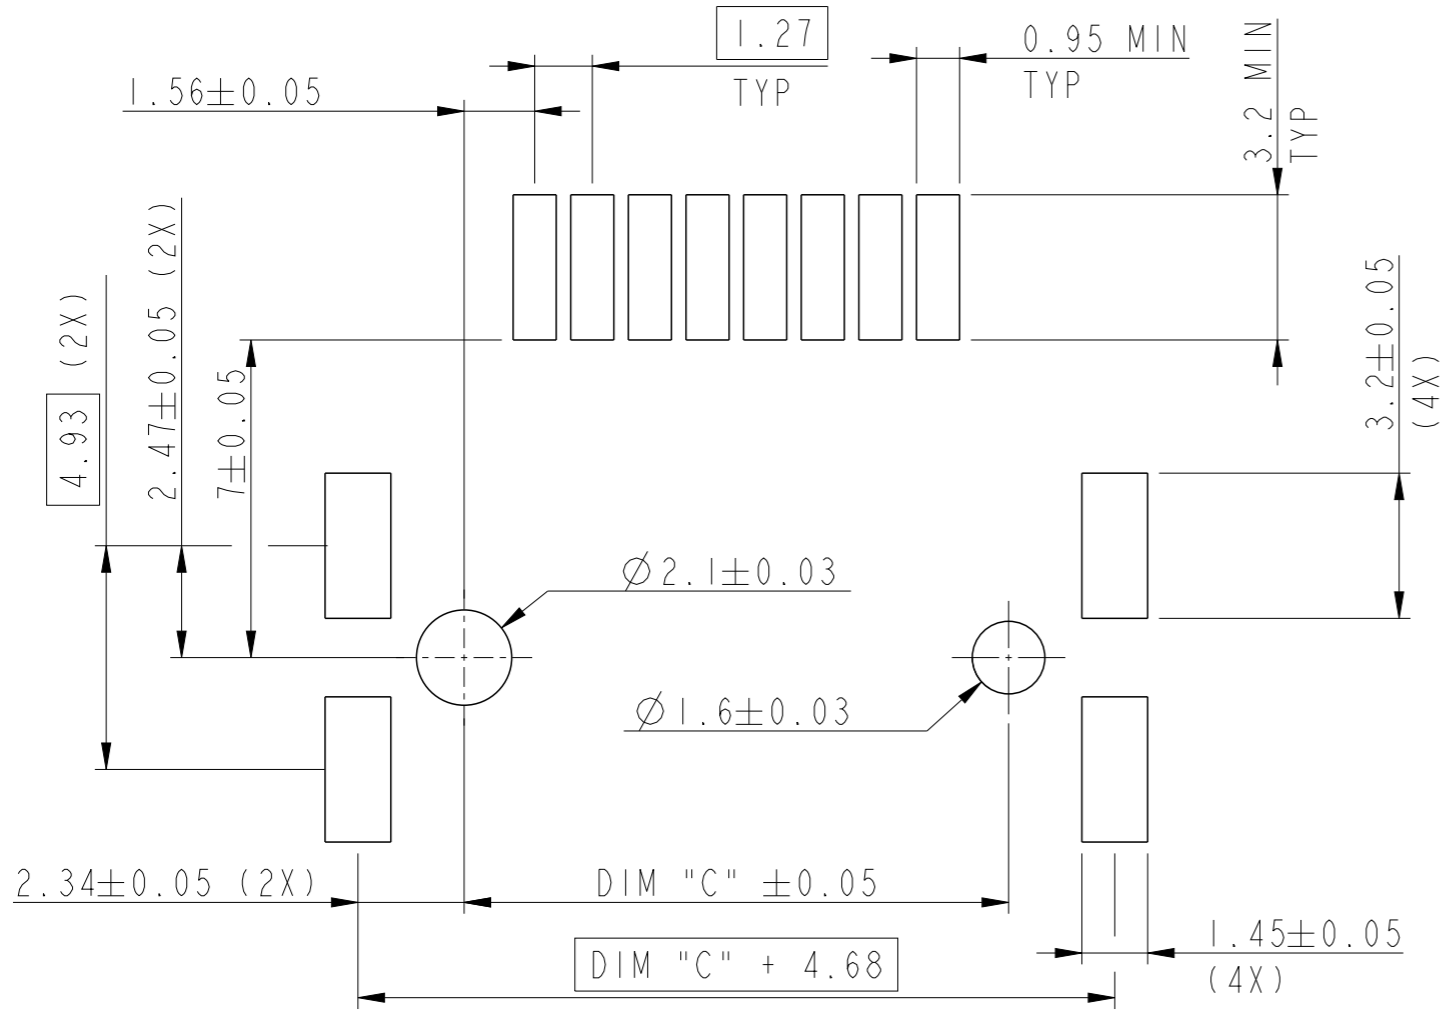 1.27
TYP
0.95 MIN
TYP
3.2 MIN
TYP
1.56±0.05
4.93 (2X)
2.47±0.05 (2X)
7±0.05
3.2±0.05
(4X)
Ø2.1±0.03
Ø1.6±0.03
2.34±0.05 (2X)
DIM "C" ±0.05
DIM "C" + 4.68
1.45±0.05
(4X)